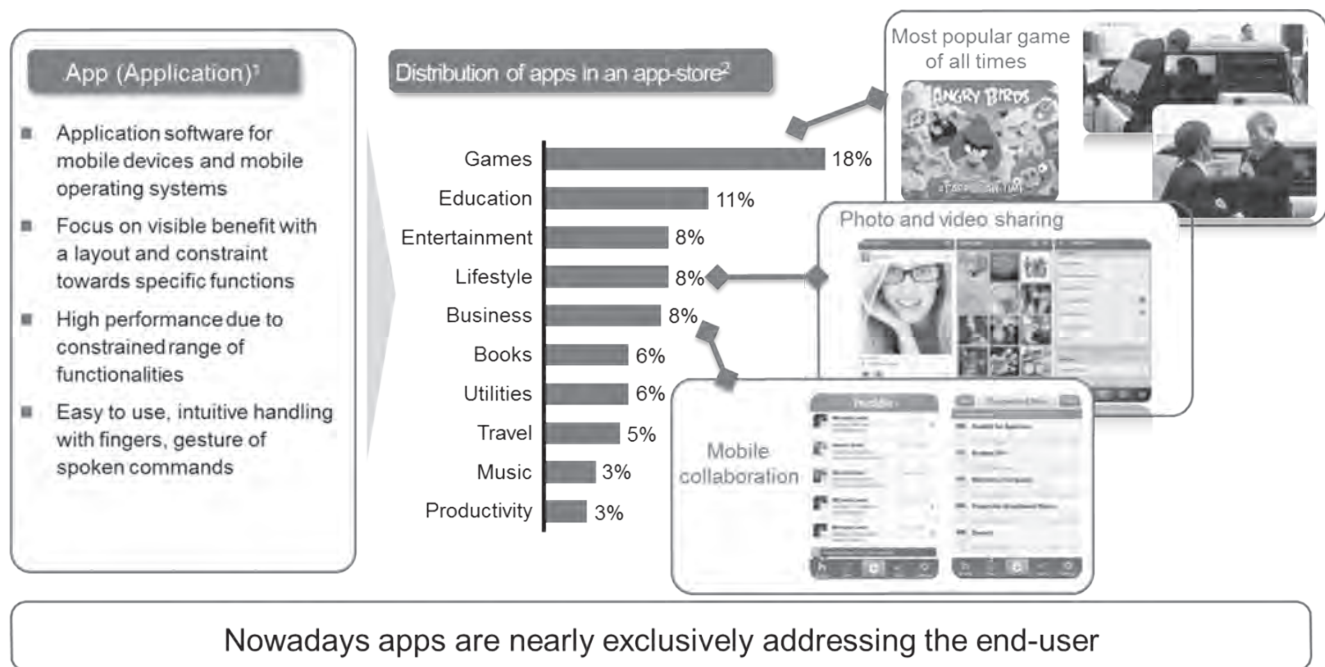 App (Application)¹
Application software for
mobile devices and mobile
operating systems
Focus on visible benefit with
a layout and constraint
towards specific functions
High performance due to
constrained range of
functionalities
Easy to use, intuitive handling
with fingers, gesture of
spoken commands
Distribution of apps in an app-store²
Games 18%
Education 11%
Entertainment 8%
Lifestyle 8%
Business 8%
Books 6%
Utilities 6%
Travel 5%
Music 3%
Productivity 3%
Most popular game
of all times
ANGRY BIRDS
Photo and video sharing
Mobile
collaboration
Nowadays apps are nearly exclusively addressing the end-user